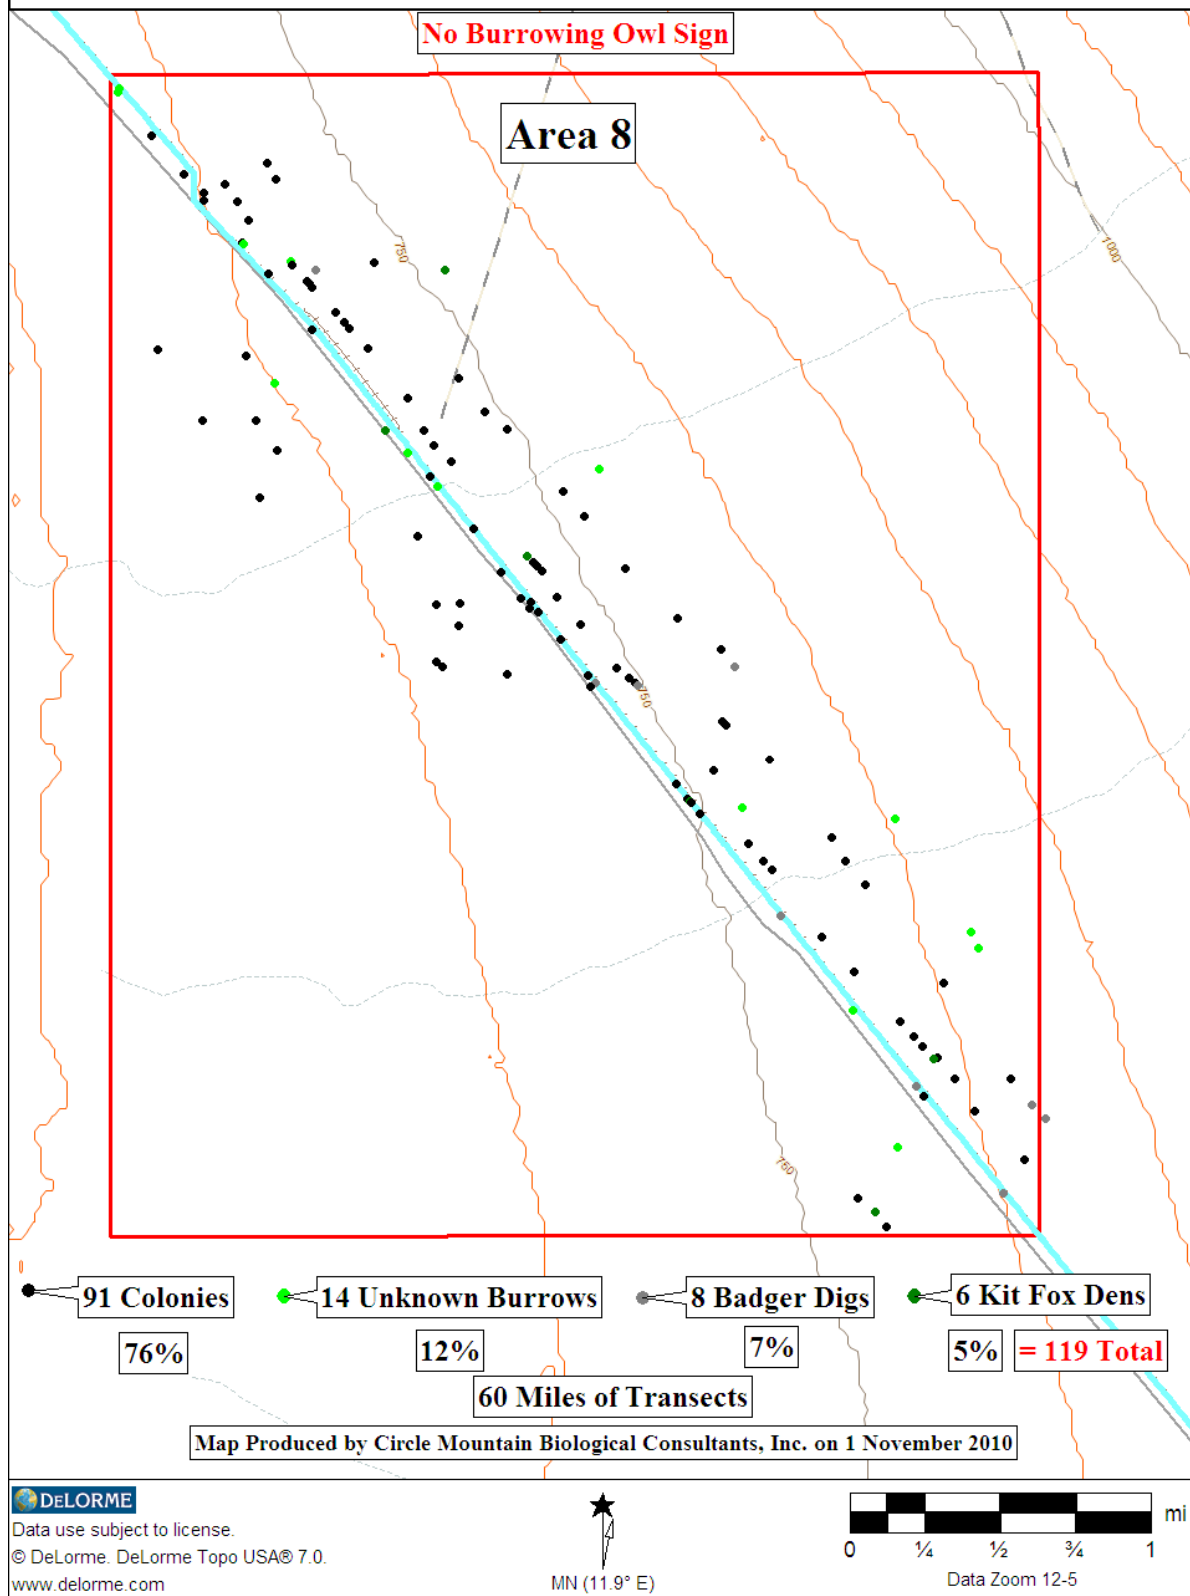 No Burrowing Owl Sign
Area 8
750
1000
750
750
91 Colonies
14 Unknown Burrows
8 Badger Digs
6 Kit Fox Dens
76%
12%
7%
5%
= 119 Total
60 Miles of Transects
Map Produced by Circle Mountain Biological Consultants, Inc. on 1 November 2010
DELORME
Data use subject to license.
© DeLorme. DeLorme Topo USA® 7.0.
www.delorme.com
MN (11.9° E)
mi
0 ¼ ½ ¾ 1
Data Zoom 12-5